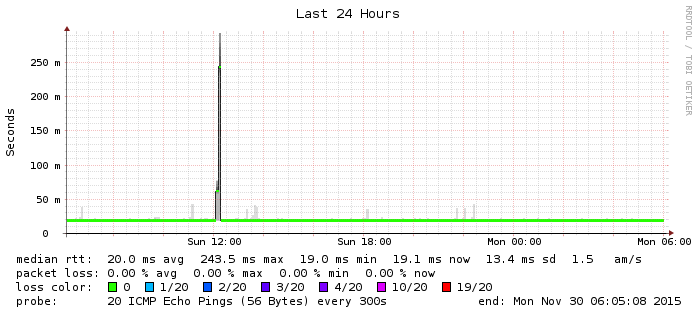 Last 24 Hours
RRDTOOL / TOBI OETIKER
Seconds
250 m
200 m
150 m
100 m
50 m
0
Sun 12:00 Sun 18:00 Mon 00:00 Mon 06:00
median rtt: 20.0 ms avg 243.5 ms max 19.0 ms min 19.1 ms now 13.4 ms sd 1.5 am/s
packet loss: 0.00 % avg 0.00 % max 0.00 % min 0.00 % now
loss color: 0 1/20 2/20 3/20 4/20 10/20 19/20
probe: 20 ICMP Echo Pings (56 Bytes) every 300s end: Mon Nov 30 06:05:08 2015